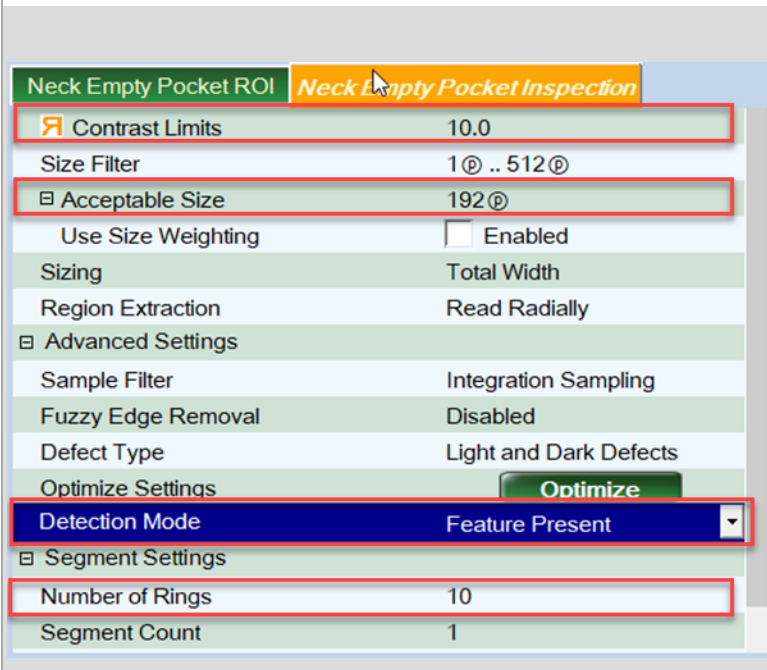 Neck Empty Pocket ROI Neck Empty Pocket Inspection
Я Contrast Limits 10.0
Size Filter 1ⓟ .. 512ⓟ
Acceptable Size 192ⓟ
Use Size Weighting Enabled
Sizing Total Width
Region Extraction Read Radially
Advanced Settings
Sample Filter Integration Sampling
Fuzzy Edge Removal Disabled
Defect Type Light and Dark Defects
Optimize Settings Optimize
Detection Mode Feature Present
Segment Settings
Number of Rings 10
Segment Count 1